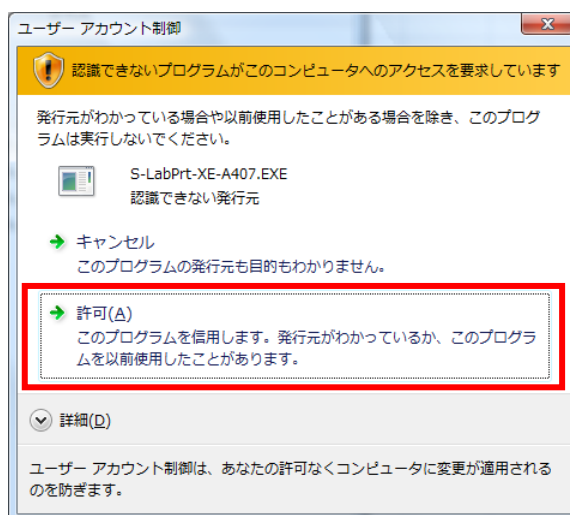 ユーザー アカウント制御
認識できないプログラムがこのコンピュータへのアクセスを要求しています
発行元がわかっている場合や以前使用したことがある場合を除き、このプログ
ラムは実行しないでください。
S-LabPrt-XE-A407.EXE
認識できない発行元
キャンセル
このプログラムの発行元も目的もわかりません。
許可(A)
このプログラムを信用します。発行元がわかっているか、このプログラ
ムを以前使用したことがあります。
詳細(D)
ユーザー アカウント制御は、あなたの許可なくコンピュータに変更が適用される
のを防ぎます。